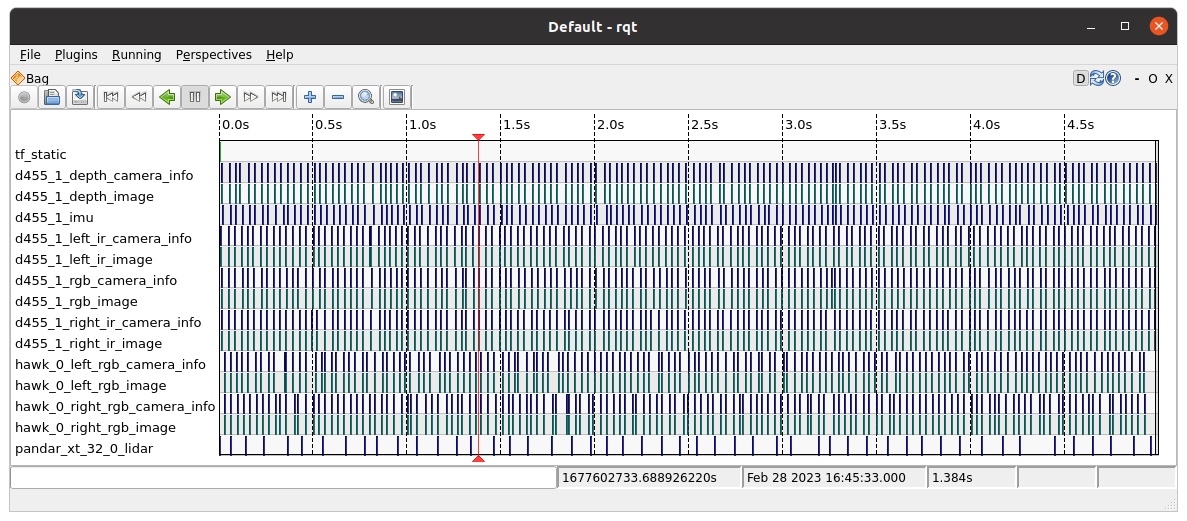 Default - rqt
File Plugins Running Perspectives Help
Bag D ? - O X
0.0s 0.5s 1.0s 1.5s 2.0s 2.5s 3.0s 3.5s 4.0s 4.5s
tf_static
d455_1_depth_camera_info
d455_1_depth_image
d455_1_imu
d455_1_left_ir_camera_info
d455_1_left_ir_image
d455_1_rgb_camera_info
d455_1_rgb_image
d455_1_right_ir_camera_info
d455_1_right_ir_image
hawk_0_left_rgb_camera_info
hawk_0_left_rgb_image
hawk_0_right_rgb_camera_info
hawk_0_right_rgb_image
pandar_xt_32_0_lidar
1677602733.688926220s Feb 28 2023 16:45:33.000 1.384s